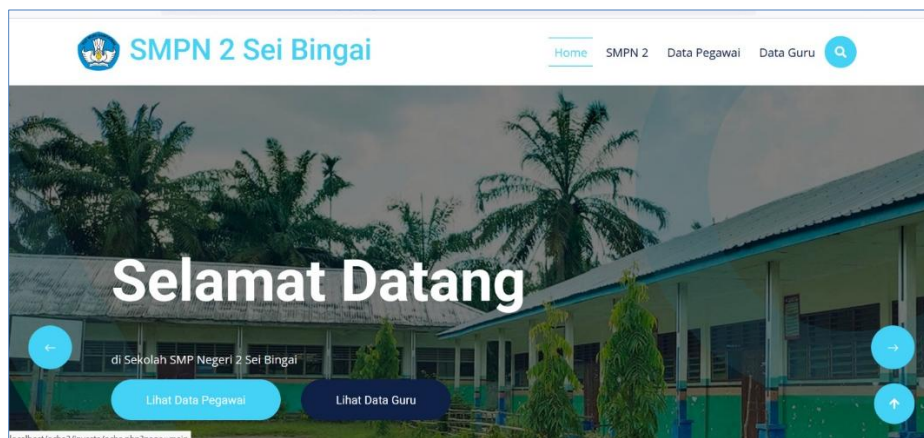 SMPN 2 Sei Bingai
Home SMPN 2 Data Pegawai Data Guru
Selamat Datang
di Sekolah SMP Negeri 2 Sei Bingai
Lihat Data Pegawai Lihat Data Guru